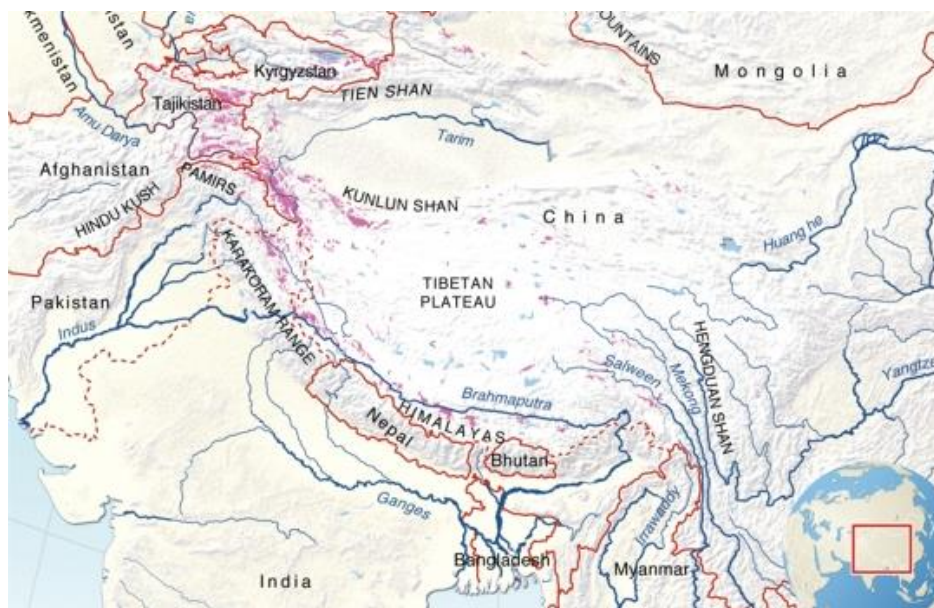 kmenistan
stan
OUNTAINS
Mongolia
Kyrgyzstan
Tajikistan
TIEN SHAN
Amu Darya
Tarim
Afghanistan
PAMIRS
HINDU KUSH
KUNLUN SHAN
China
Huang he
KARAKORAM RANGE
TIBETAN
PLATEAU
Pakistan
Indus
HENGDUAN SHAN
Salween
Mekong
Yangtze
Brahmaputra
HIMALAYAS
Nepal
Bhutan
Ganges
Irrawaddy
Bangladesh
Myanmar
India